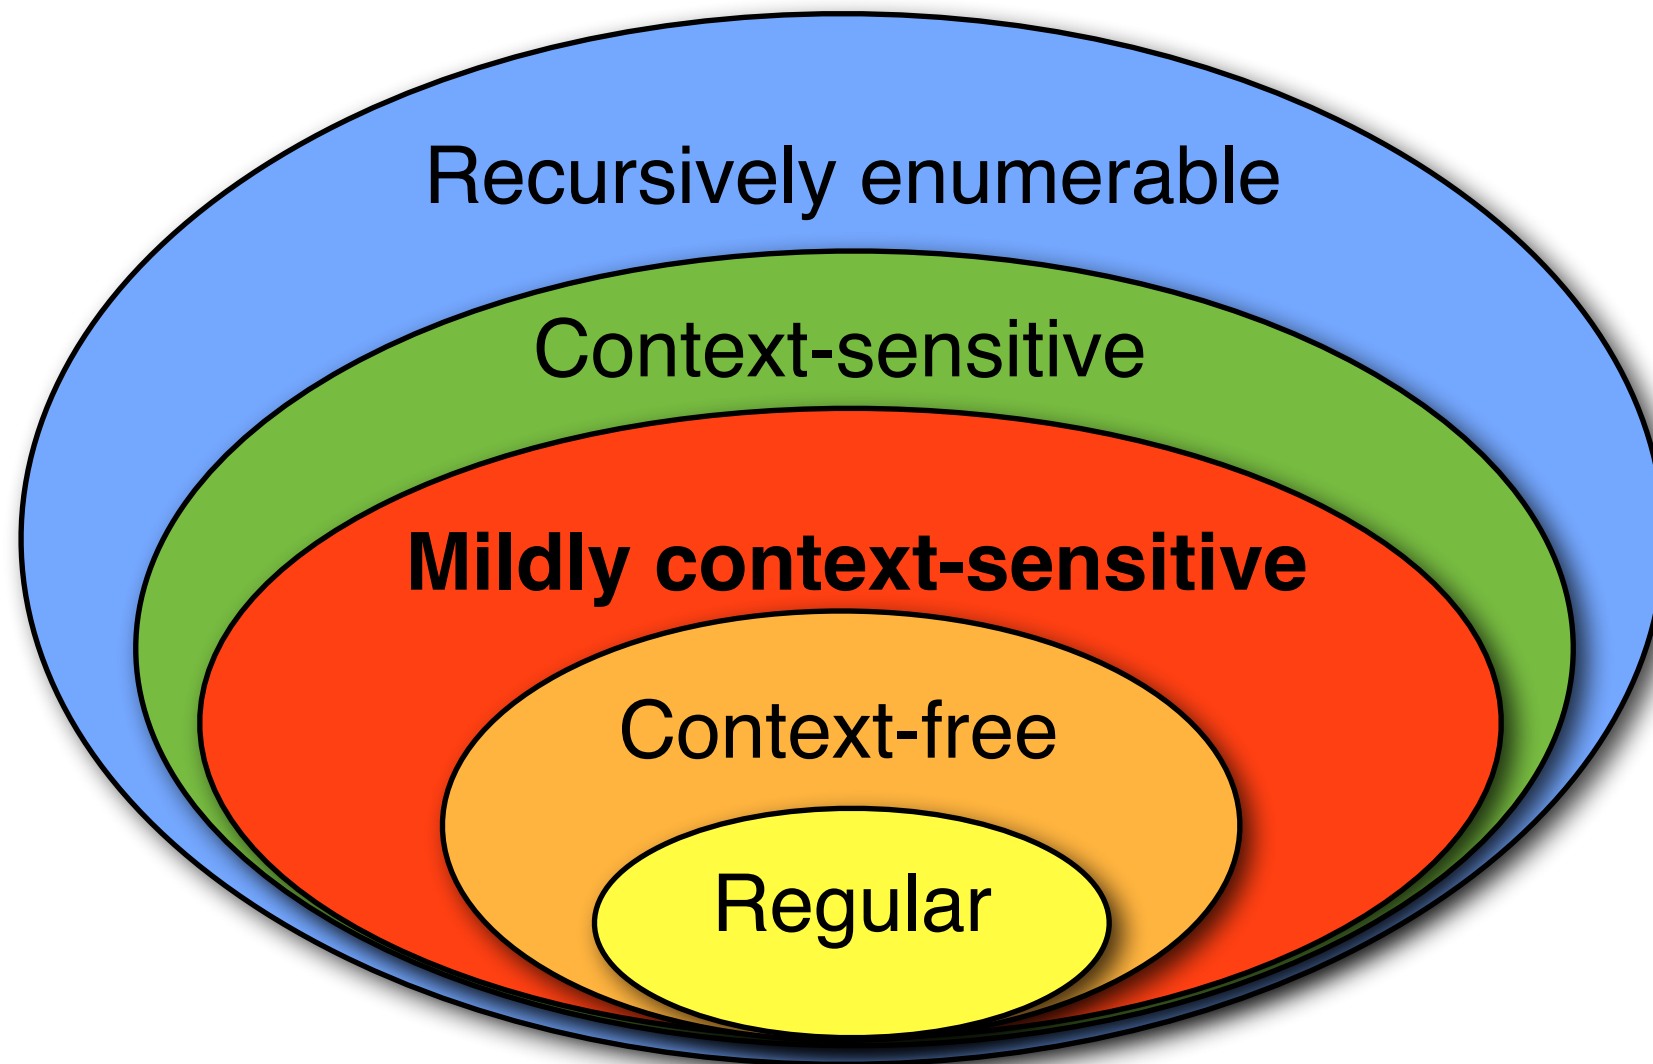 Recursively enumerable
Context-sensitive
Mildly context-sensitive
Context-free
Regular